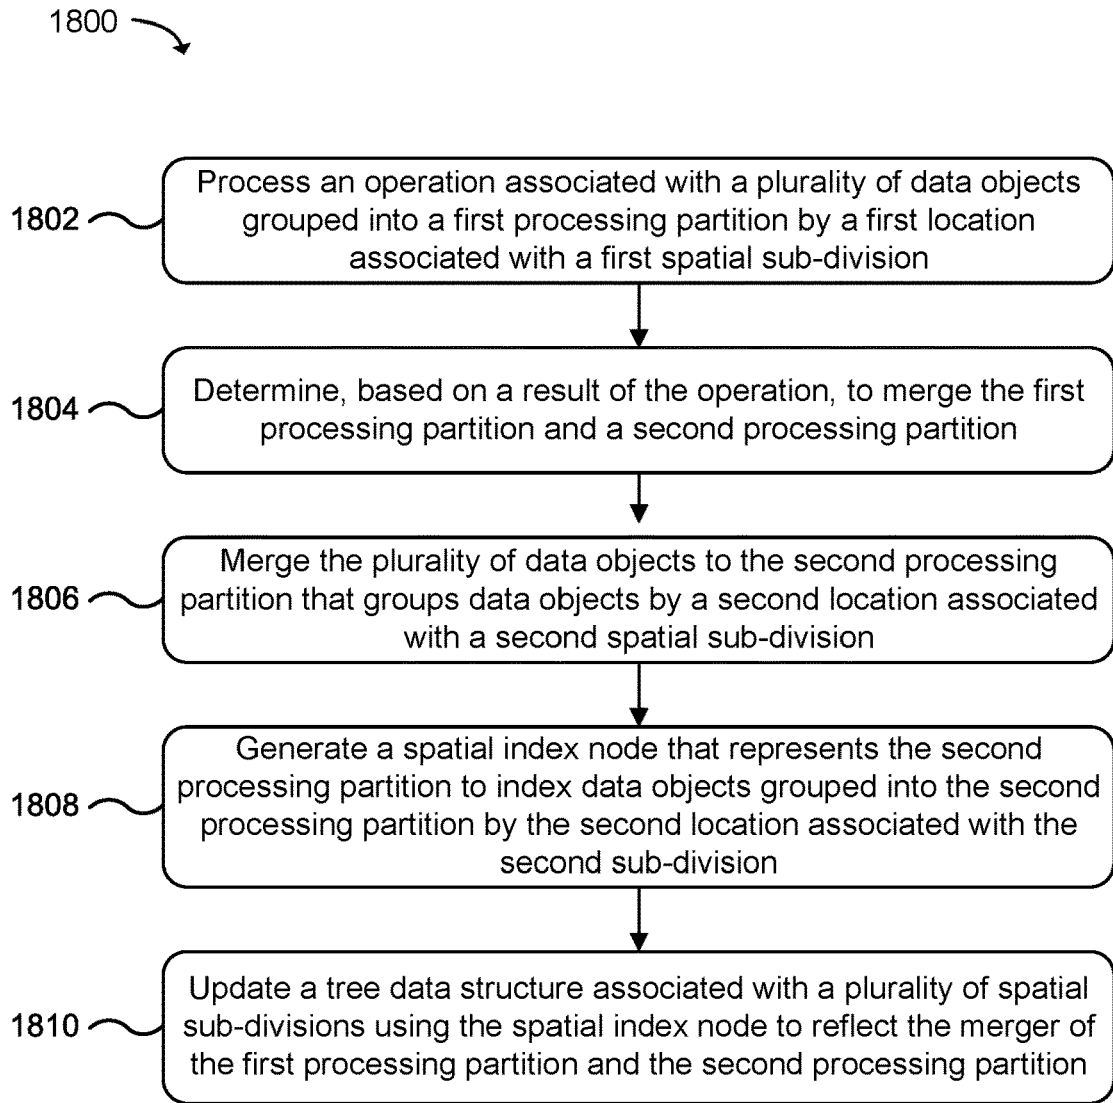 1800
1802
Process an operation associated with a plurality of data objects
grouped into a first processing partition by a first location
associated with a first spatial sub-division
1804
Determine, based on a result of the operation, to merge the first
processing partition and a second processing partition
1806
Merge the plurality of data objects to the second processing
partition that groups data objects by a second location associated
with a second spatial sub-division
1808
Generate a spatial index node that represents the second
processing partition to index data objects grouped into the second
processing partition by the second location associated with the
second sub-division
1810
Update a tree data structure associated with a plurality of spatial
sub-divisions using the spatial index node to reflect the merger of
the first processing partition and the second processing partition